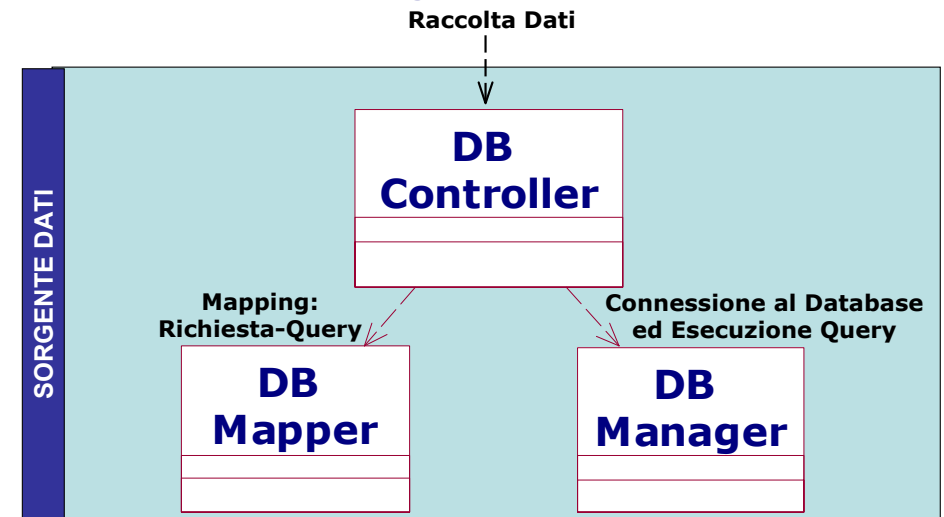 Raccolta Dati
SORGENTE DATI
DB
Controller
Mapping:
Richiesta-Query
Connessione al Database
ed Esecuzione Query
DB
Mapper
DB
Manager